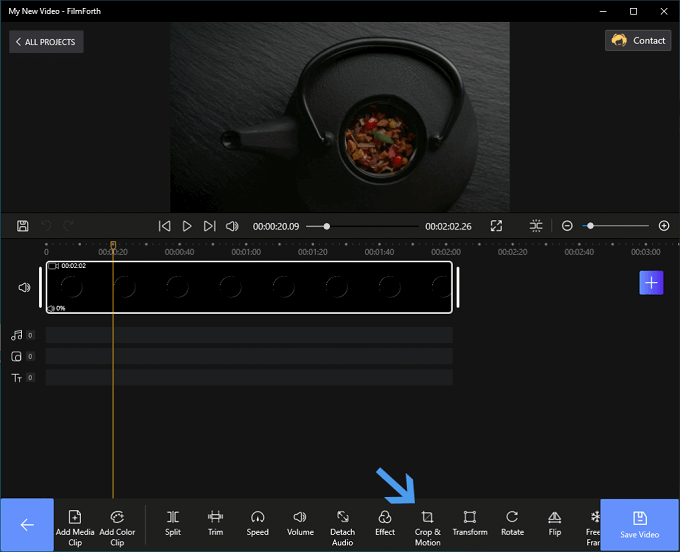 My New Video - FilmForth
ALL PROJECTS
Contact
00:00:20.09
00:02:02.26
0
00:00:20
00:00:40
00:01:00
00:01:20
00:01:40
00:02:00
00:02:20
00:02:40
00:03:00
00:02:02
0%
0
0
TT 0
Add Media
Clip
Add Color
Clip
Split
Trim
Speed
Volume
Detach
Audio
Effect
Crop &
Motion
Transform
Rotate
Flip
Free
Fran
Save Video